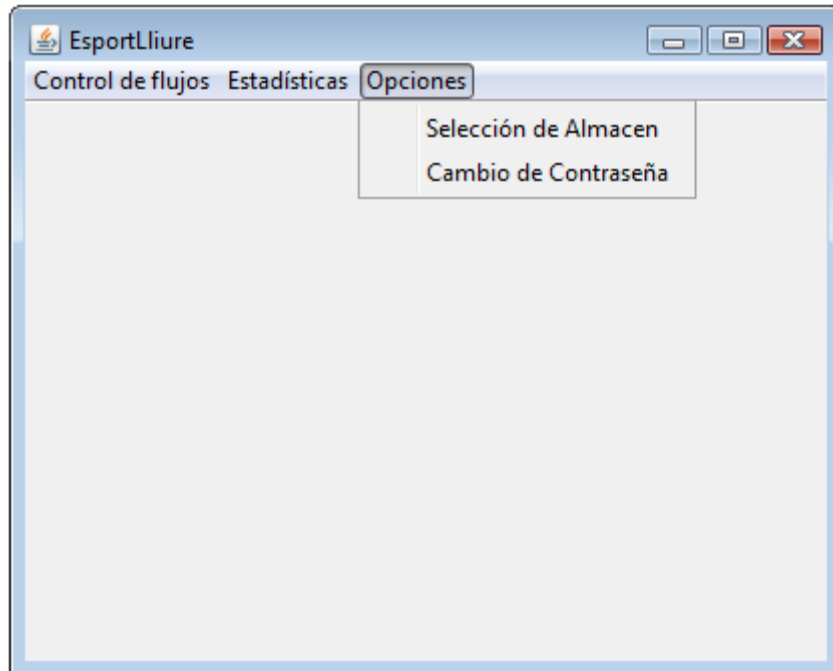 EsportLliure
Control de flujos Estadísticas Opciones
Selección de Almacen
Cambio de Contraseña